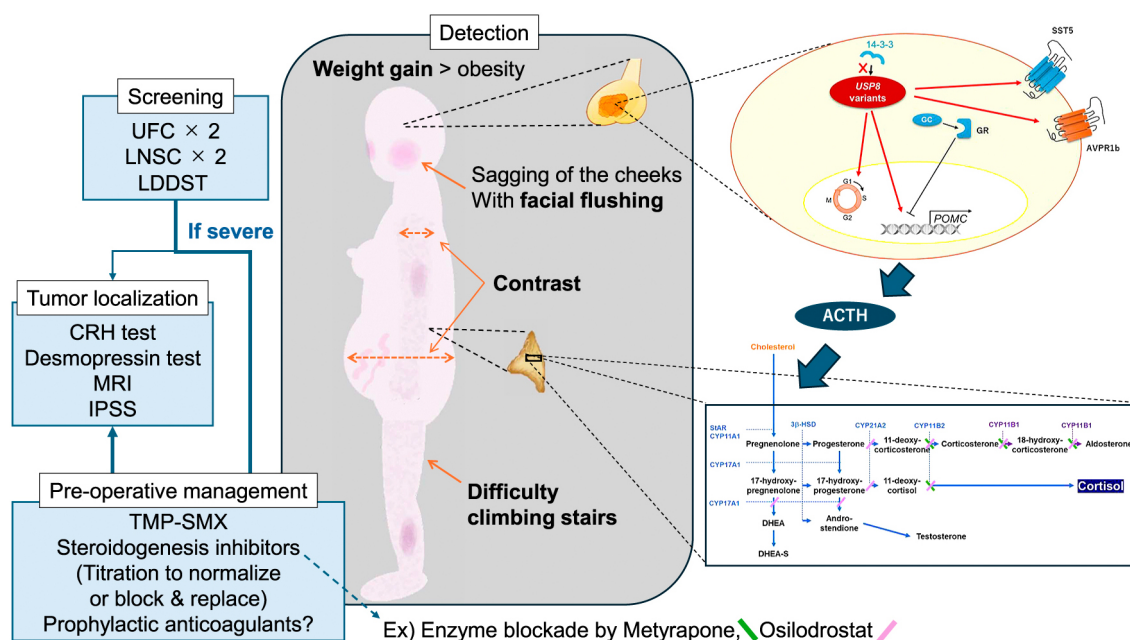 Screening
UFC × 2
LNSC × 2
LDDST
If severe
Tumor localization
CRH test
Desmopressin test
MRI
IPSS
Pre-operative management
TMP-SMX
Steroidogenesis inhibitors
(Titration to normalize
or block & replace)
Prophylactic anticoagulants?
Detection
Weight gain > obesity
Sagging of the cheeks
With facial flushing
Contrast
Difficulty
climbing stairs
Ex) Enzyme blockade by Metyrapone, Osilodrostat
14-3-3
USP8
variants
SST5
AVPR1b
GC
GR
G1
M
S
G2
POMC
ACTH
Cholesterol
StAR
CYP11A1
3β-HSD
CYP21A2
CYP11B2
CYP11B1
CYP11B1
Pregnenolone
Progesterone
11-deoxy-
corticosterone
Corticosterone
18-hydroxy-
corticosterone
Aldosterone
CYP17A1
17-hydroxy-
pregnenolone
17-hydroxy-
progesterone
11-deoxy-
cortisol
Cortisol
CYP17A1
DHEA
Andro-
stendione
Testosterone
DHEA-S